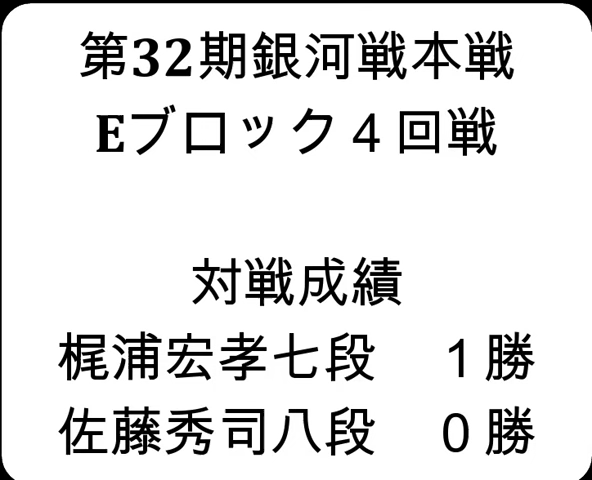 第32期銀河戦本戦
Eブロック４回戦
対戦成績
梶浦宏孝七段　１勝
佐藤秀司八段　０勝